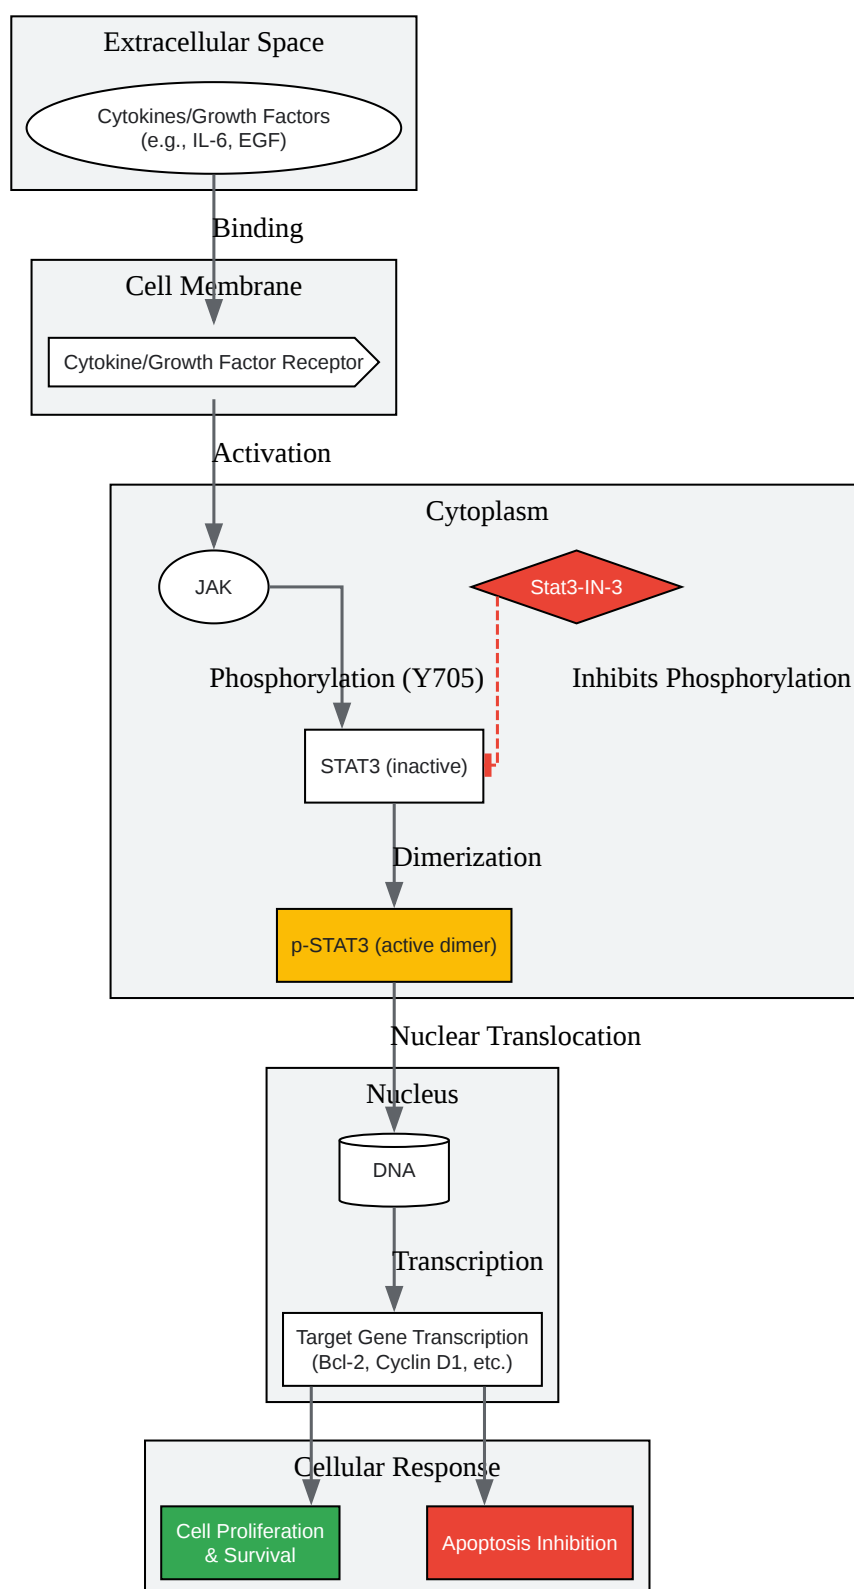 Extracellular Space
Cytokines/Growth Factors
(e.g., IL-6, EGF)
Binding
Cell Membrane
Cytokine/Growth Factor Receptor
Activation
Cytoplasm
JAK
Stat3-IN-3
Phosphorylation (Y705)
Inhibits Phosphorylation
STAT3 (inactive)
Dimerization
p-STAT3 (active dimer)
Nuclear Translocation
Nucleus
DNA
Transcription
Target Gene Transcription
(Bcl-2, Cyclin D1, etc.)
Cellular Response
Cell Proliferation
& Survival
Apoptosis Inhibition